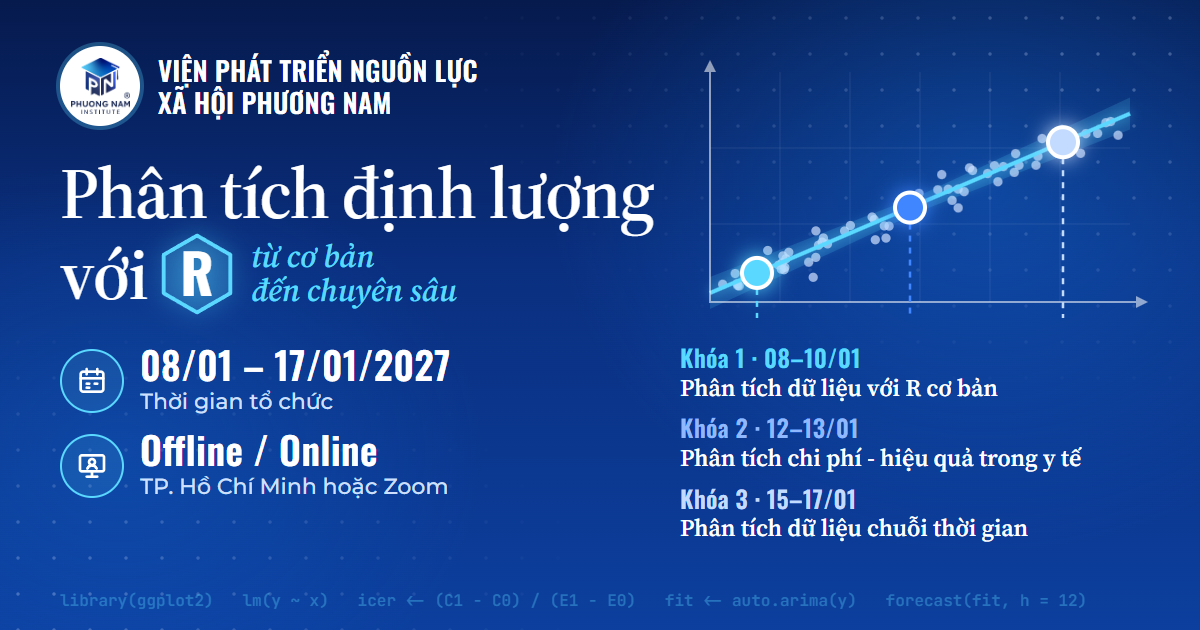 PN
®
PHUONG NAM
INSTITUTE
VIỆN PHÁT TRIỂN NGUỒN LỰC
XÃ HỘI PHƯƠNG NAM
Phân tích định lượng
với R từ cơ bản
đến chuyên sâu
08/01 – 17/01/2027
Thời gian tổ chức
Offline / Online
TP. Hồ Chí Minh hoặc Zoom
Khóa 1 · 08–10/01
Phân tích dữ liệu với R cơ bản
Khóa 2 · 12–13/01
Phân tích chi phí - hiệu quả trong y tế
Khóa 3 · 15–17/01
Phân tích dữ liệu chuỗi thời gian
library(ggplot2) lm(y ~ x) icer ← (C1 - C0) / (E1 - E0) fit ← auto.arima(y) forecast(fit, h = 12)